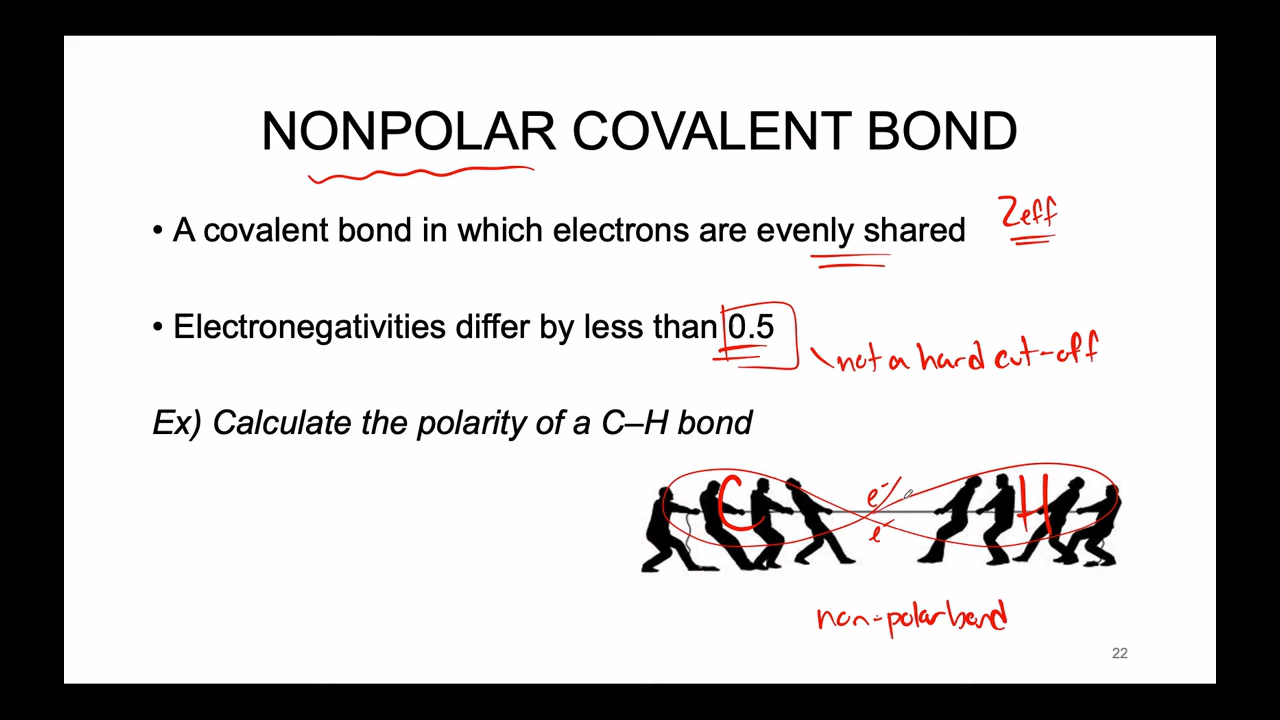 NONPOLAR COVALENT BOND
• A covalent bond in which electrons are evenly shared
Zeff
• Electronegativities differ by less than 0.5
not a hard cut-off
Ex) Calculate the polarity of a C–H bond
C e- H
e-
non-polar bond
22